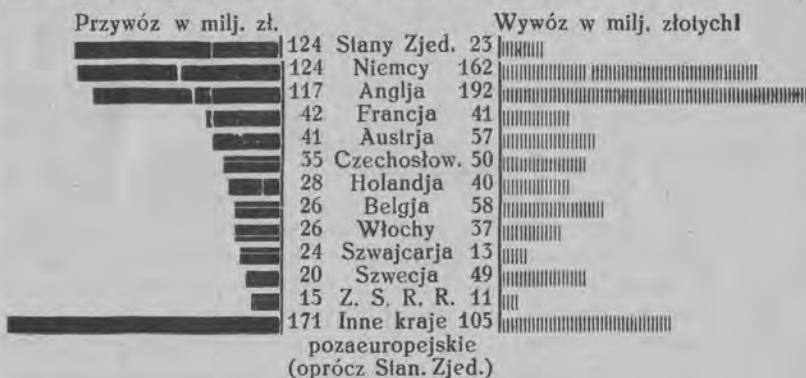 Przywóz w milj. zł. Wywóz w milj. złotychl
124 Stany Zjed. 23
124 Niemcy 162
117 Anglja 192
42 Francja 41
41 Austrja 57
35 Czechosłow. 50
28 Holandja 40
26 Belgja 58
26 Włochy 37
24 Szwajcarja 13
20 Szwecja 49
15 Z. S. R. R. 11
171 Inne kraje 105
pozaeuropejskie
(oprócz Stan. Zjed.)